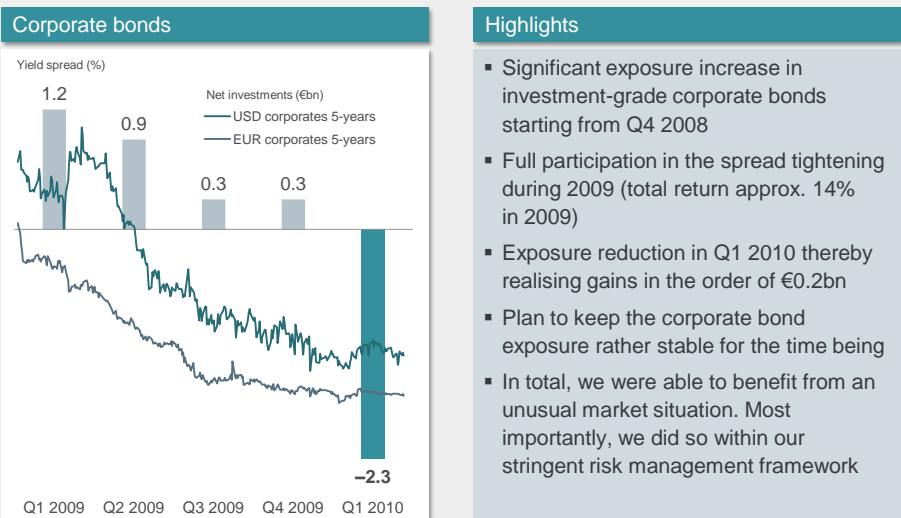 Corporate bonds
Yield spread (%)
Net investments (€bn)
USD corporates 5-years
EUR corporates 5-years
1.2
0.9
0.3
0.3
–2.3
Q1 2009
Q2 2009
Q3 2009
Q4 2009
Q1 2010
Highlights
▪ Significant exposure increase in
investment-grade corporate bonds
starting from Q4 2008
▪ Full participation in the spread tightening
during 2009 (total return approx. 14%
in 2009)
▪ Exposure reduction in Q1 2010 thereby
realising gains in the order of €0.2bn
▪ Plan to keep the corporate bond
exposure rather stable for the time being
▪ In total, we were able to benefit from an
unusual market situation. Most
importantly, we did so within our
stringent risk management framework